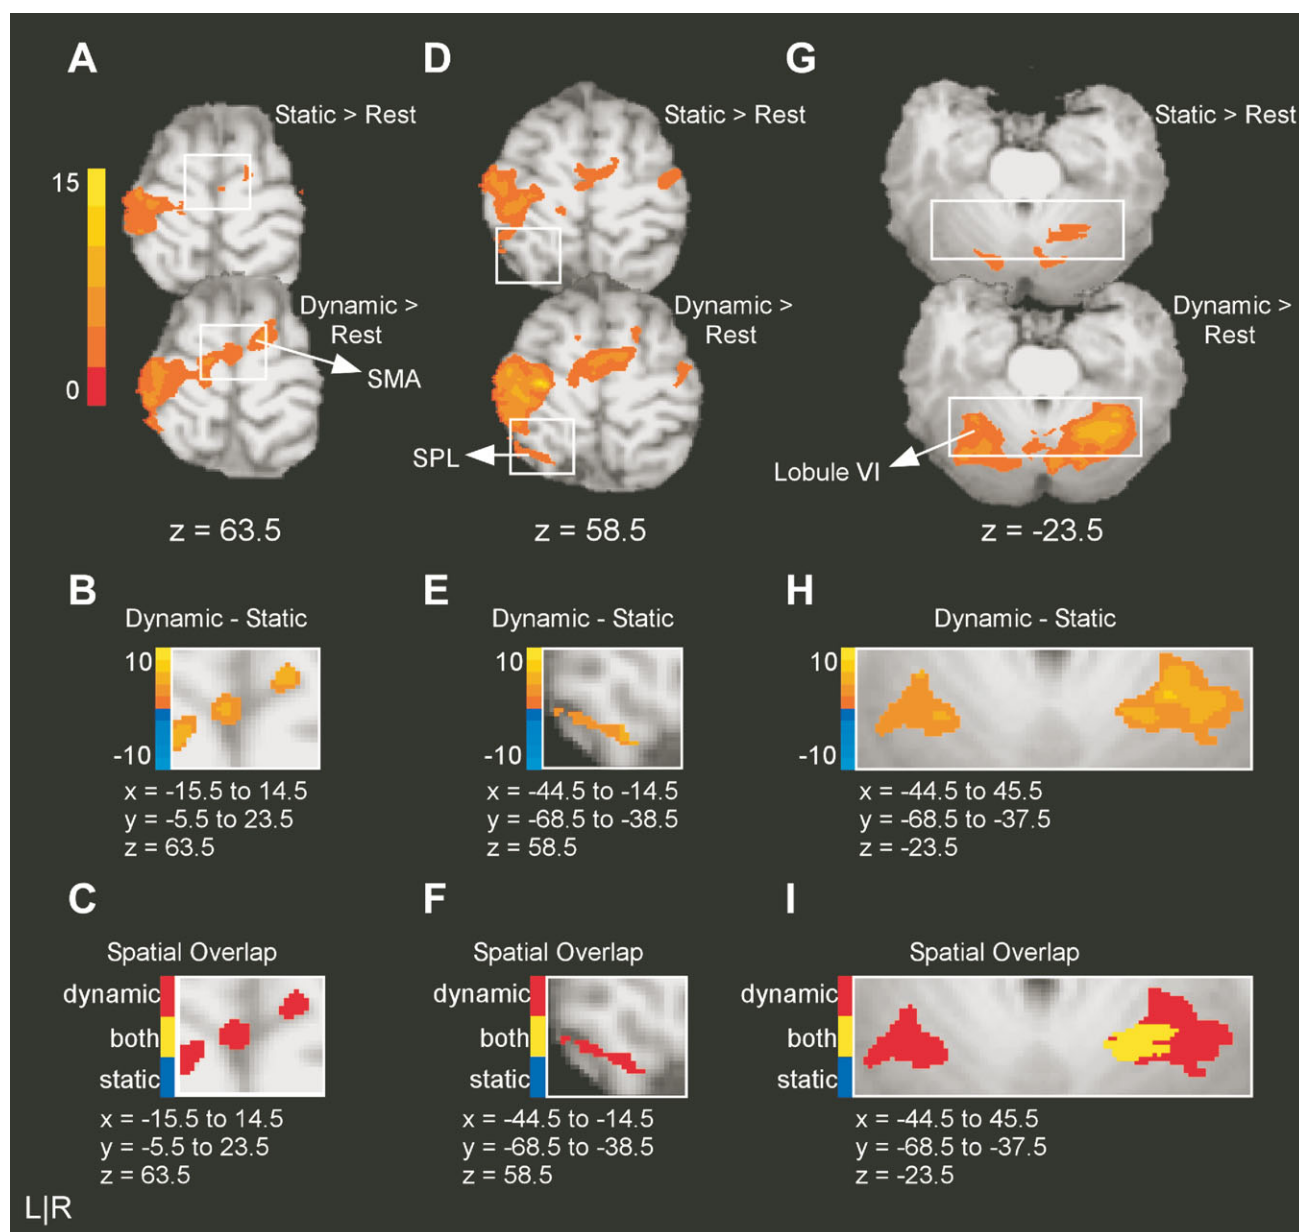 A
Static > Rest
15
0
Dynamic >
Rest
SMA
z = 63.5
D
Static > Rest
Dynamic >
Rest
SPL
z = 58.5
G
Static > Rest
Dynamic >
Rest
Lobule VI
z = -23.5
B
Dynamic - Static
10
-10
x = -15.5 to 14.5
y = -5.5 to 23.5
z = 63.5
E
Dynamic - Static
10
-10
x = -44.5 to -14.5
y = -68.5 to -38.5
z = 58.5
H
Dynamic - Static
10
-10
x = -44.5 to 45.5
y = -68.5 to -37.5
z = -23.5
C
Spatial Overlap
dynamic
both
static
x = -15.5 to 14.5
y = -5.5 to 23.5
z = 63.5
F
Spatial Overlap
dynamic
both
static
x = -44.5 to -14.5
y = -68.5 to -38.5
z = 58.5
I
Spatial Overlap
dynamic
both
static
x = -44.5 to 45.5
y = -68.5 to -37.5
z = -23.5
L|R